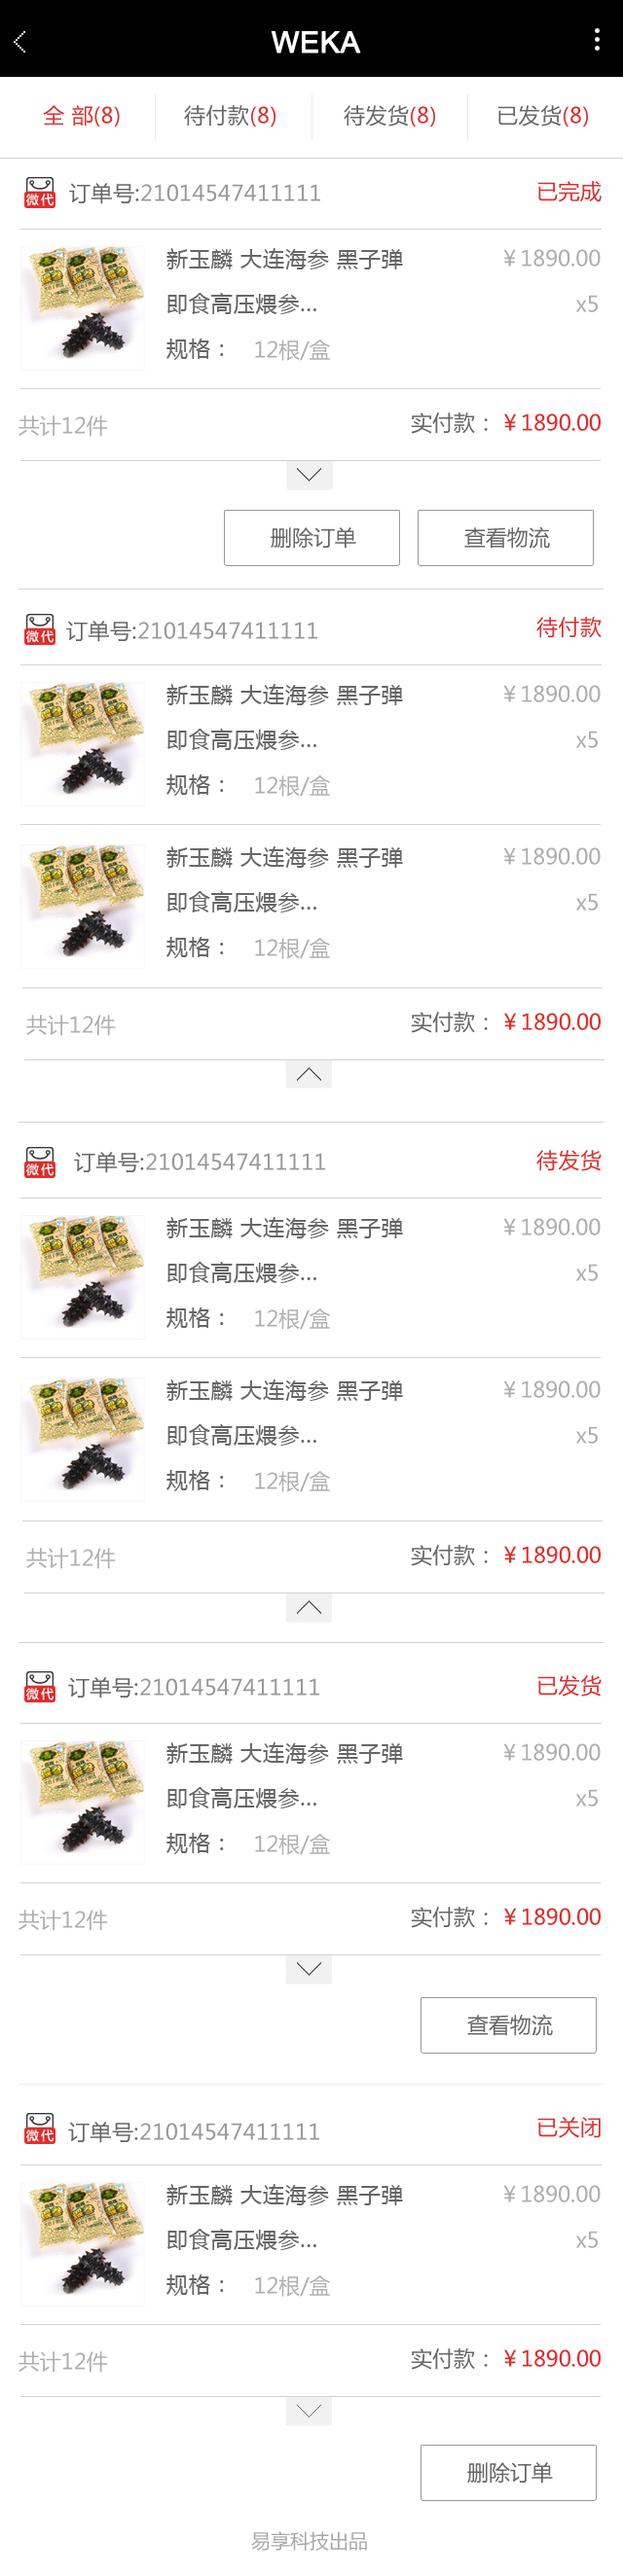 WEKA
全 部(8) 待付款(8) 待发货(8) 已发货(8)
微代 订单号:21014547411111 已完成
新玉麟 大连海参 黑子弹 ¥1890.00
即食高压煨参... x5
规格： 12根/盒
共计12件 实付款：¥1890.00
删除订单 查看物流
微代 订单号:21014547411111 待付款
新玉麟 大连海参 黑子弹 ¥1890.00
即食高压煨参... x5
规格： 12根/盒
新玉麟 大连海参 黑子弹 ¥1890.00
即食高压煨参... x5
规格： 12根/盒
共计12件 实付款：¥1890.00
微代 订单号:21014547411111 待发货
新玉麟 大连海参 黑子弹 ¥1890.00
即食高压煨参... x5
规格： 12根/盒
新玉麟 大连海参 黑子弹 ¥1890.00
即食高压煨参... x5
规格： 12根/盒
共计12件 实付款：¥1890.00
微代 订单号:21014547411111 已发货
新玉麟 大连海参 黑子弹 ¥1890.00
即食高压煨参... x5
规格： 12根/盒
共计12件 实付款：¥1890.00
查看物流
微代 订单号:21014547411111 已关闭
新玉麟 大连海参 黑子弹 ¥1890.00
即食高压煨参... x5
规格： 12根/盒
共计12件 实付款：¥1890.00
删除订单
易享科技出品